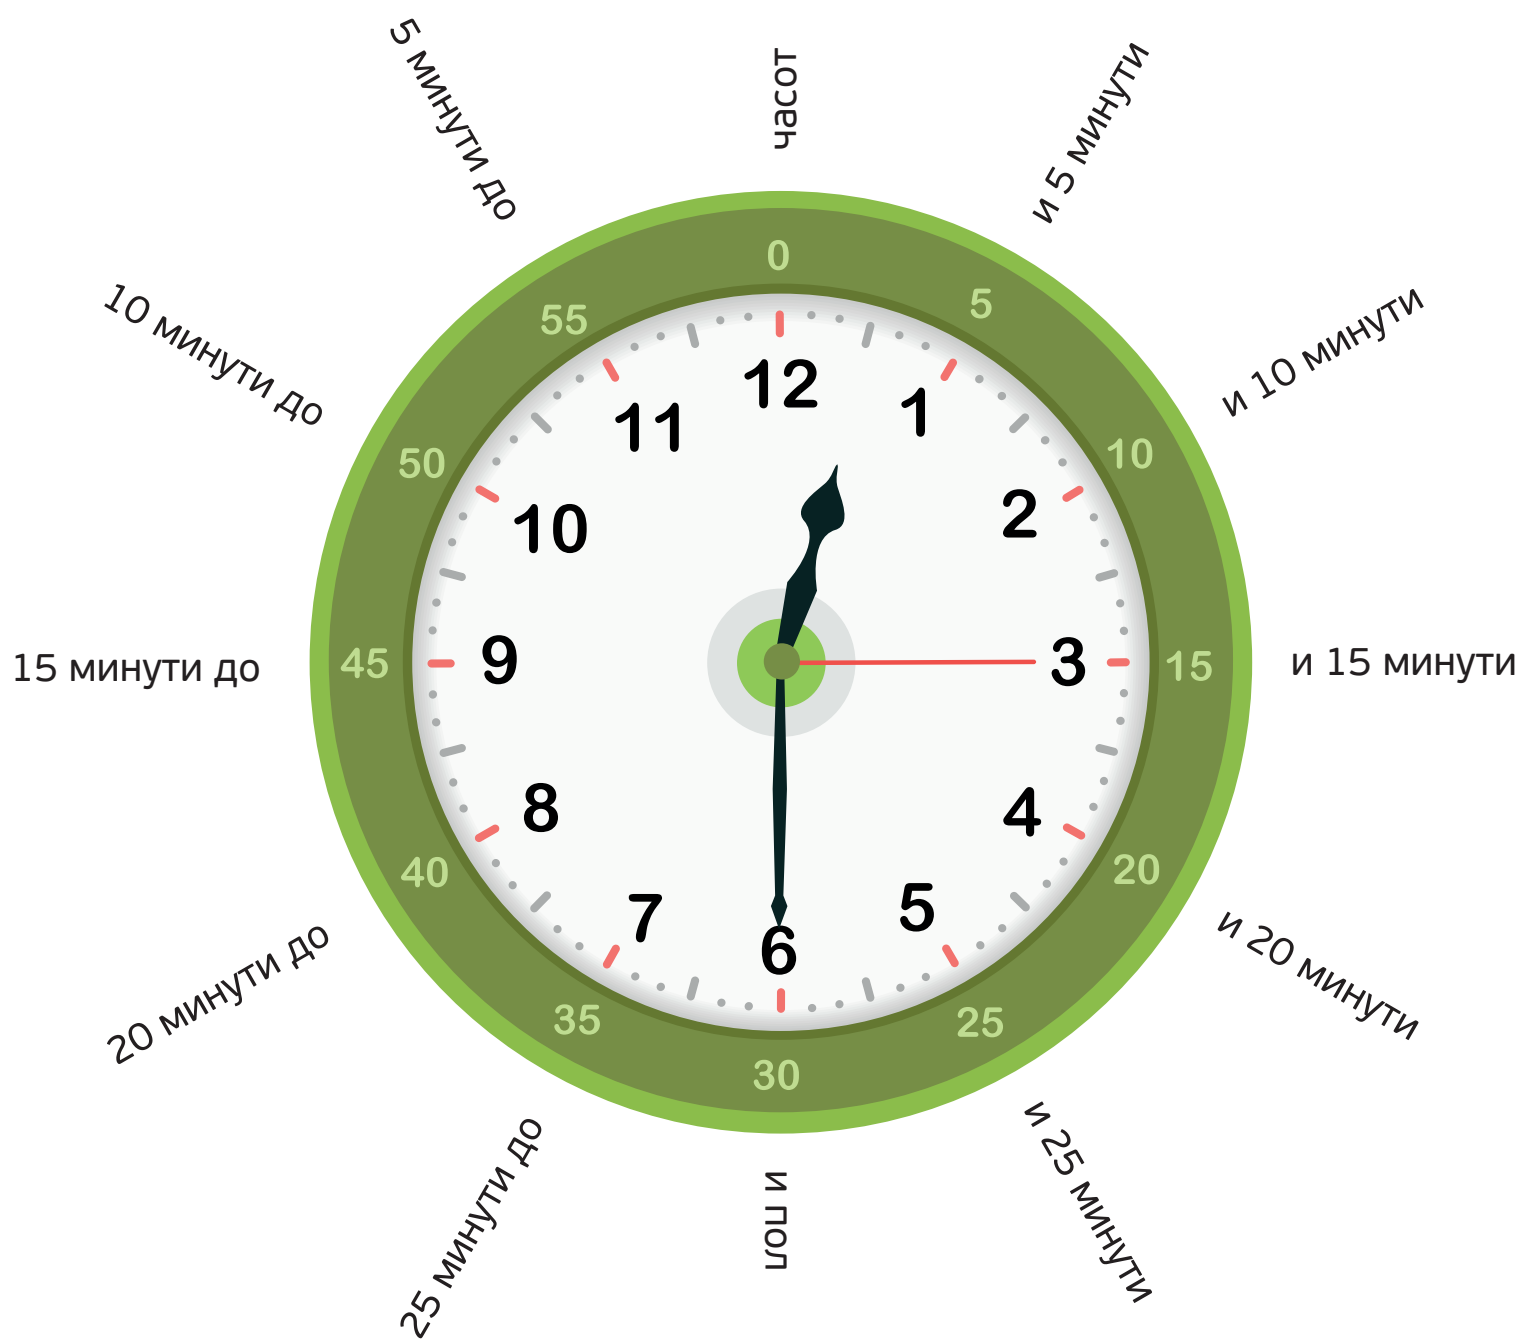 часот
и 5 минути
и 10 минути
и 15 минути
и 20 минути
и 25 минути
и пол
25 минути до
20 минути до
15 минути до
10 минути до
5 минути до
0
5
10
15
20
25
30
35
40
45
50
55
12
1
2
3
4
5
6
7
8
9
10
11